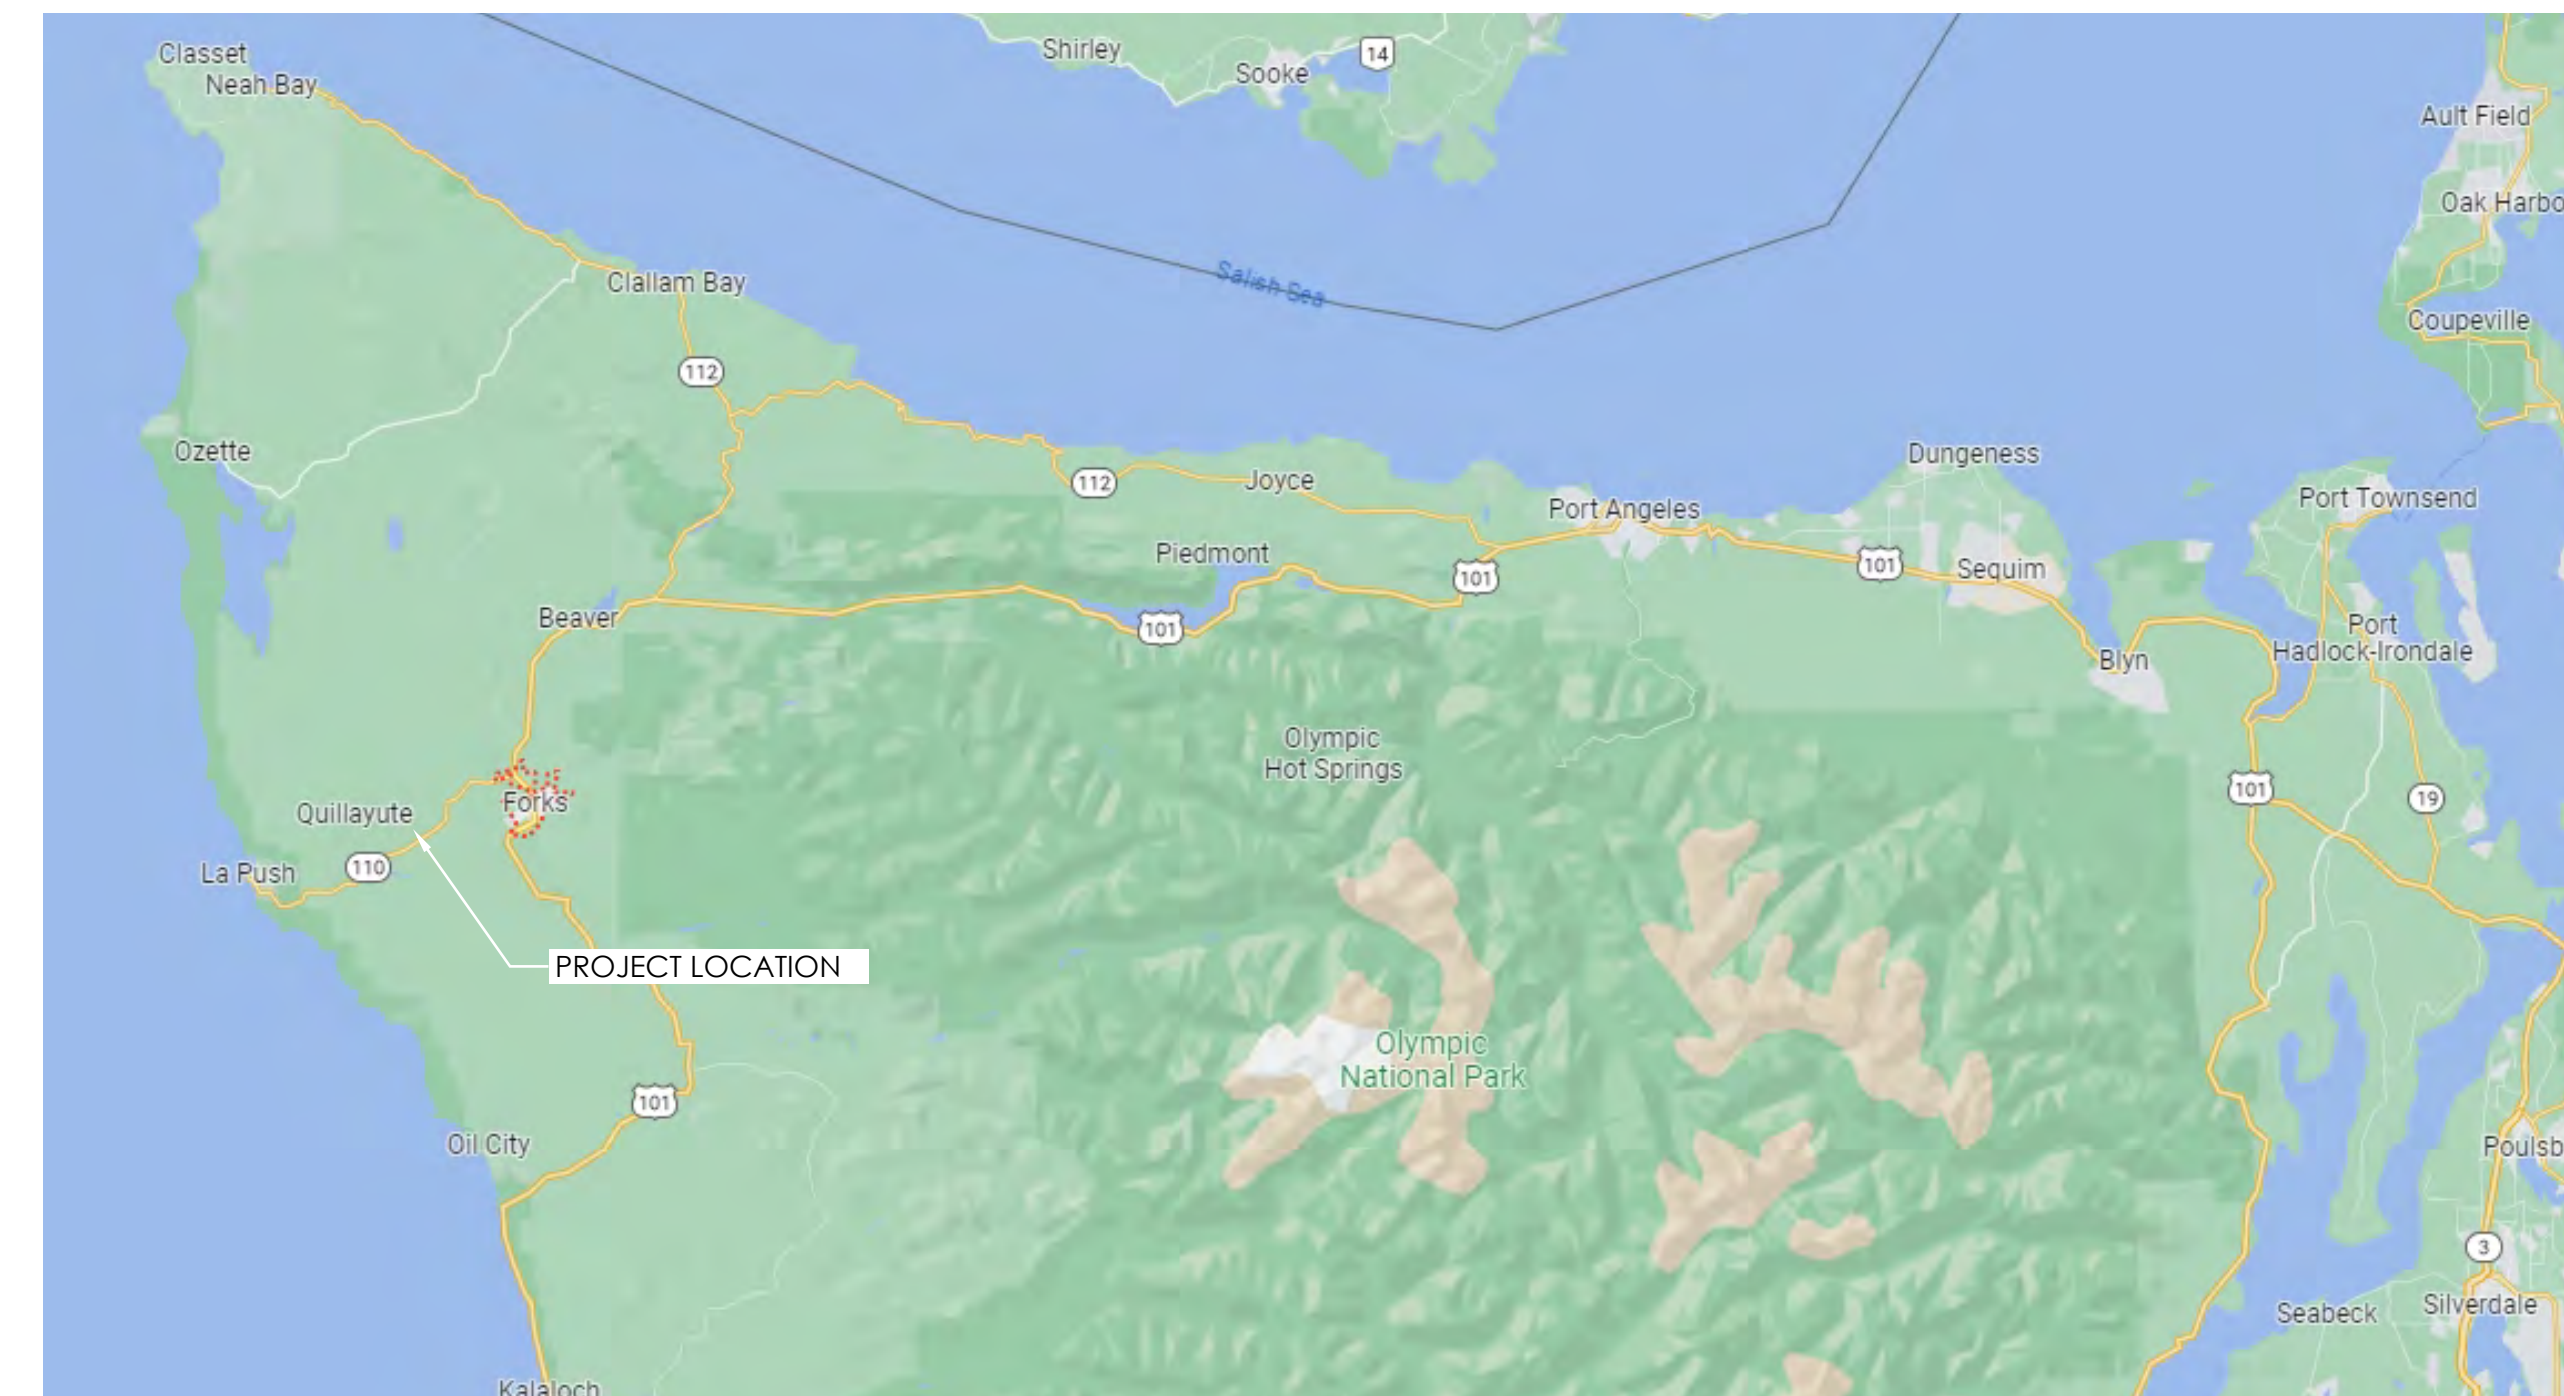 Classet
Neah Bay
Shirley
Sooke
14
Ault Field
Oak Harbo
Clallam Bay
Salish Sea
Coupeville
112
Ozette
112
Joyce
Dungeness
Port Angeles
Port Townsend
Piedmont
101
101
Sequim
Beaver
101
Port
Hadlock-Irondale
Blyn
Olympic
Hot Springs
Forks
Quillayute
101
19
110
La Push
PROJECT LOCATION
Olympic
National Park
101
Oil City
Poulsb
3
Seabeck
Silverdale
Kalaloch